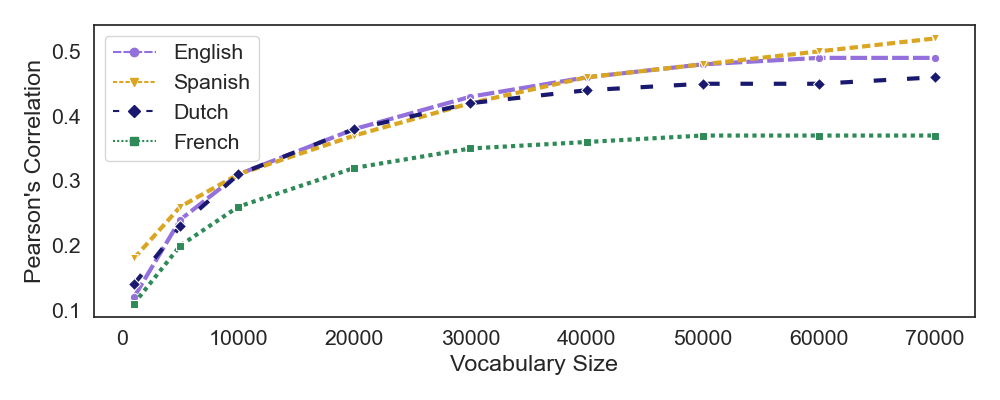 English
Spanish
Dutch
French
0.5
0.4
0.3
0.2
0.1
Pearson's Correlation
0 10000 20000 30000 40000 50000 60000 70000
Vocabulary Size